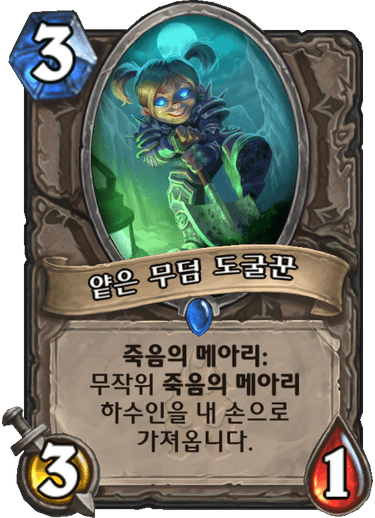 3
얕은 무덤 도굴꾼
죽음의 메아리:
무작위 죽음의 메아리
하수인을 내 손으로
가져옵니다.
3
1